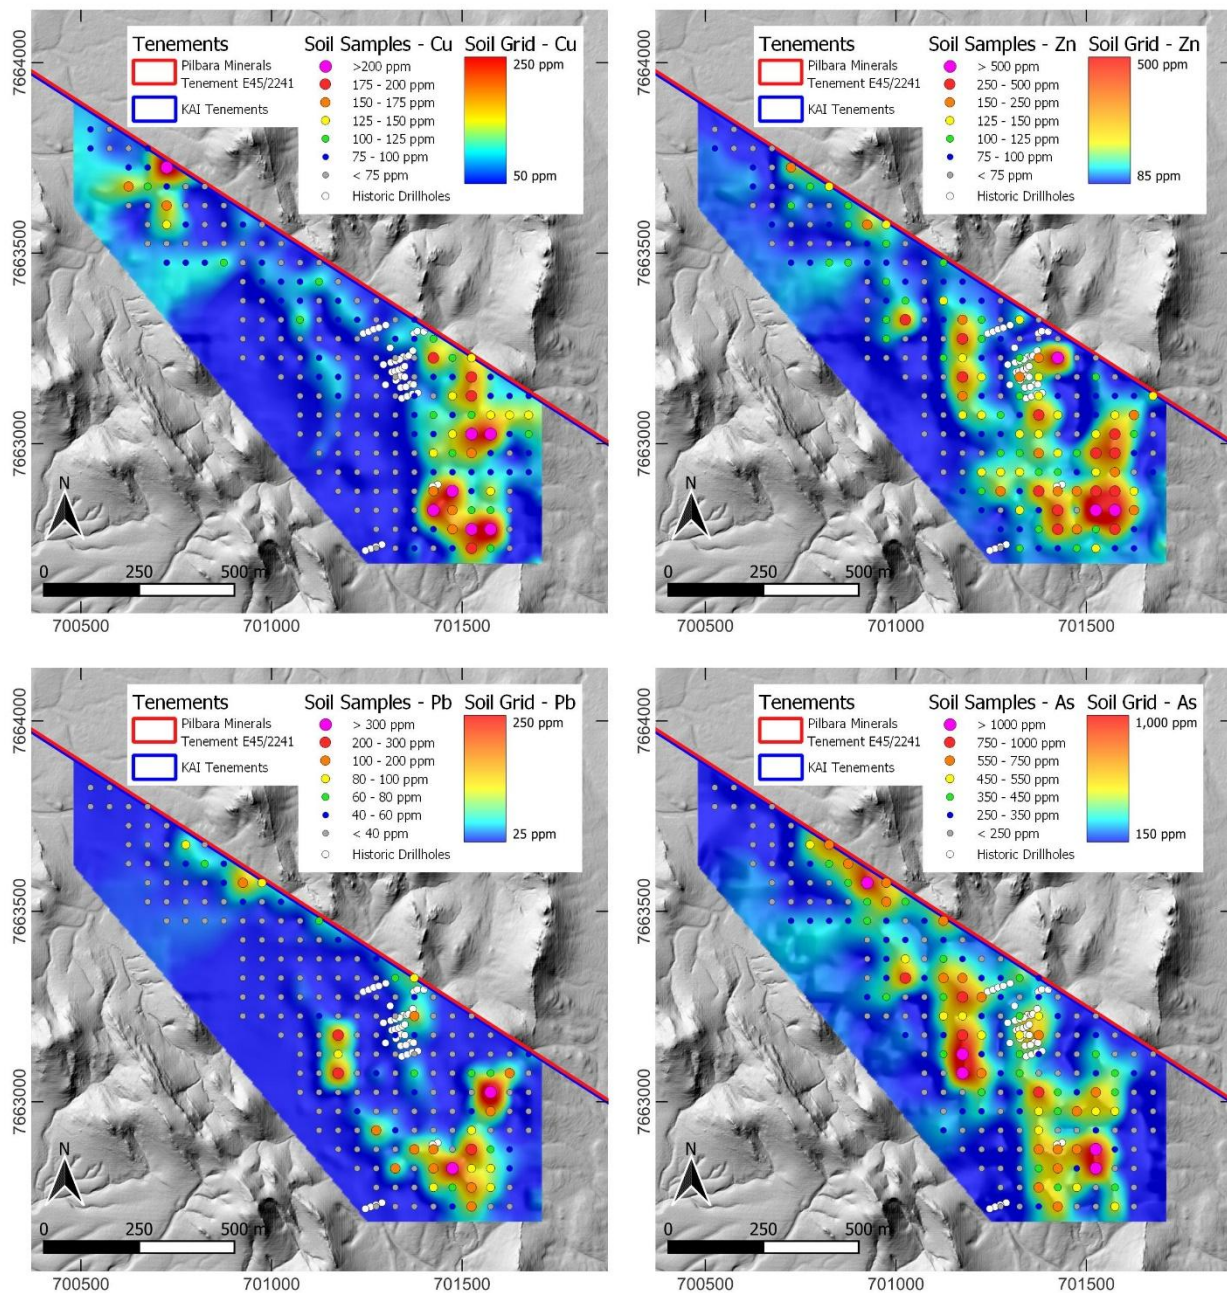 Tenements
Pilbara Minerals
Tenement E45/2241
KAI Tenements
Soil Samples - Cu
>200 ppm
175 - 200 ppm
150 - 175 ppm
125 - 150 ppm
100 - 125 ppm
75 - 100 ppm
< 75 ppm
Historic Drillholes
Soil Grid - Cu
250 ppm
50 ppm
7664000
7663500
7663000
N
0
250
500 m
700500
701000
701500
Tenements
Pilbara Minerals
Tenement E45/2241
KAI Tenements
Soil Samples - Zn
> 500 ppm
250 - 500 ppm
150 - 250 ppm
125 - 150 ppm
100 - 125 ppm
75 - 100 ppm
< 75 ppm
Historic Drillholes
Soil Grid - Zn
500 ppm
85 ppm
7664000
7663500
7663000
N
0
250
500 m
700500
701000
701500
Tenements
Pilbara Minerals
Tenement E45/2241
KAI Tenements
Soil Samples - Pb
> 300 ppm
200 - 300 ppm
100 - 200 ppm
80 - 100 ppm
60 - 80 ppm
40 - 60 ppm
< 40 ppm
Historic Drillholes
Soil Grid - Pb
250 ppm
25 ppm
7664000
7663500
7663000
N
0
250
500 m
700500
701000
701500
Tenements
Pilbara Minerals
Tenement E45/2241
KAI Tenements
Soil Samples - As
> 1000 ppm
750 - 1000 ppm
550 - 750 ppm
450 - 550 ppm
350 - 450 ppm
250 - 350 ppm
< 250 ppm
Historic Drillholes
Soil Grid - As
1,000 ppm
150 ppm
7664000
7663500
7663000
N
0
250
500 m
700500
701000
701500